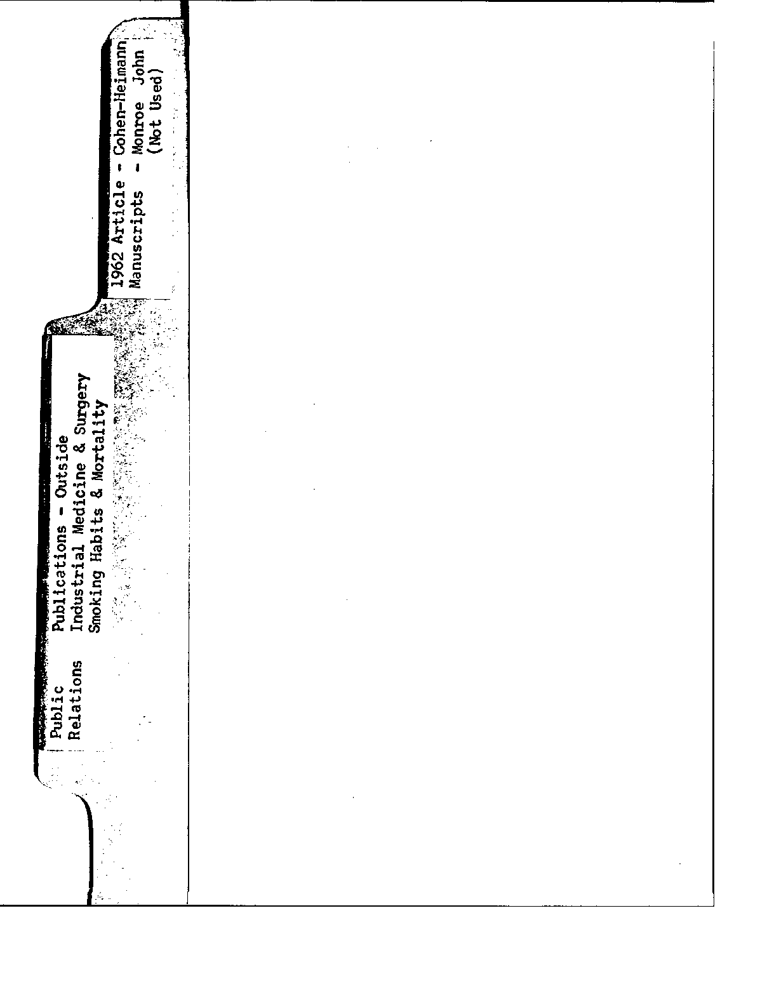 Public Publications - Outside
Relations Industrial Medicine & Surgery
Smoking Habits & Mortality
1962 Article - Cohen-Heimann
Manuscripts - Monroe John
(Not Used)